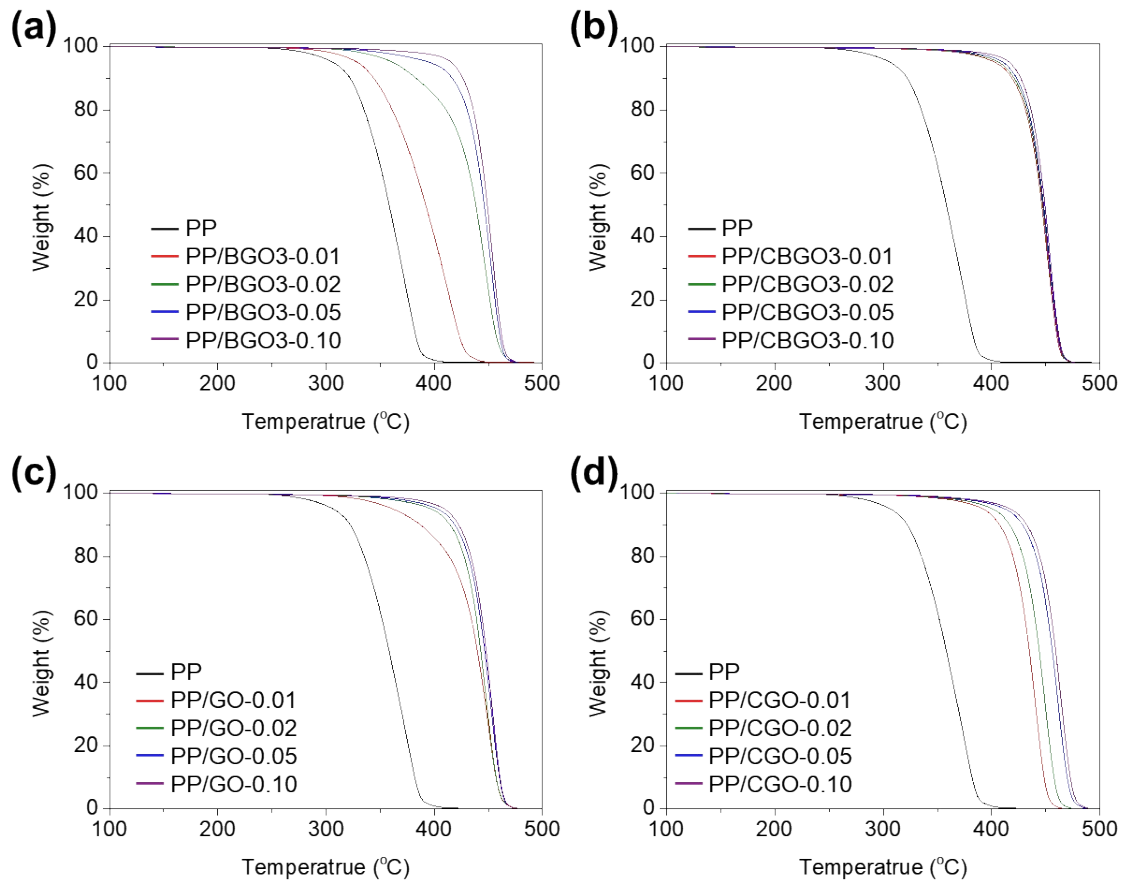 (a)
100
80
60
40
20
0
Weight (%)
PP
PP/BGO3-0.01
PP/BGO3-0.02
PP/BGO3-0.05
PP/BGO3-0.10
100 200 300 400 500
Temperatrue (°C)
(b)
100
80
60
40
20
0
Weight (%)
PP
PP/CBGO3-0.01
PP/CBGO3-0.02
PP/CBGO3-0.05
PP/CBGO3-0.10
100 200 300 400 500
Temperatrue (°C)
(c)
100
80
60
40
20
0
Weight (%)
PP
PP/GO-0.01
PP/GO-0.02
PP/GO-0.05
PP/GO-0.10
100 200 300 400 500
Temperatrue (°C)
(d)
100
80
60
40
20
0
Weight (%)
PP
PP/CGO-0.01
PP/CGO-0.02
PP/CGO-0.05
PP/CGO-0.10
100 200 300 400 500
Temperatrue (°C)